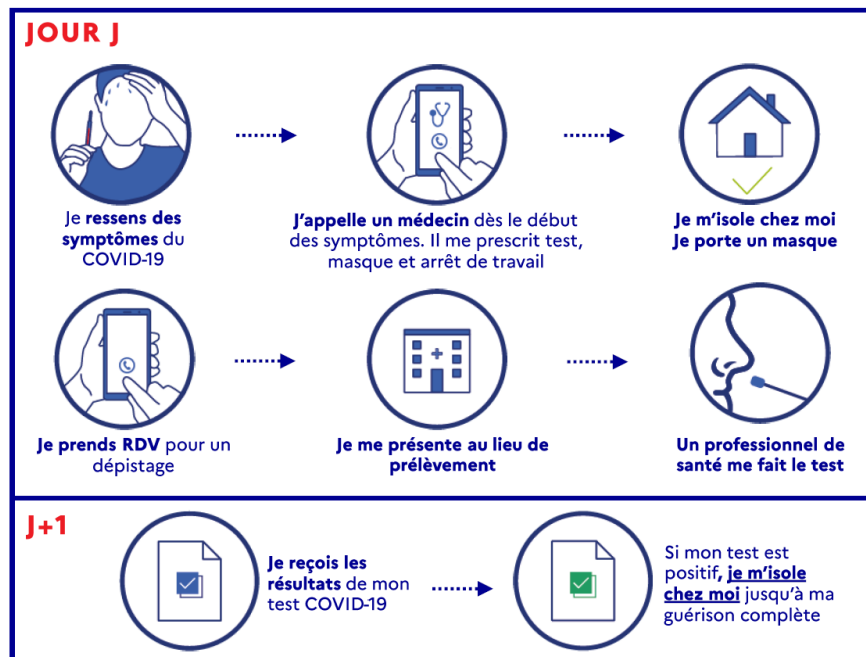 JOUR J
Je ressens des
symptômes du
COVID-19
J'appelle un médecin dès le début
des symptômes. Il me prescrit test,
masque et arrêt de travail
Je m'isole chez moi
Je porte un masque
Je prends RDV pour un
dépistage
Je me présente au lieu de
prélèvement
Un professionnel de
santé me fait le test
J+1
Je reçois les
résultats de mon
test COVID-19
Si mon test est
positif, je m'isole
chez moi jusqu'à ma
guérison complète